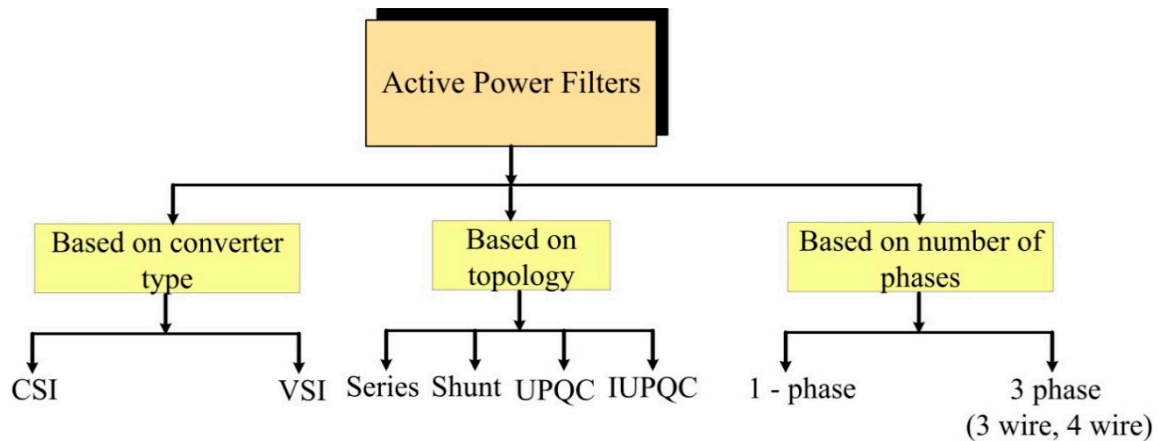 Active Power Filters
Based on converter
type
Based on
topology
Based on number of
phases
CSI
VSI
Series
Shunt
UPQC
IUPQC
1 - phase
3 phase
(3 wire, 4 wire)